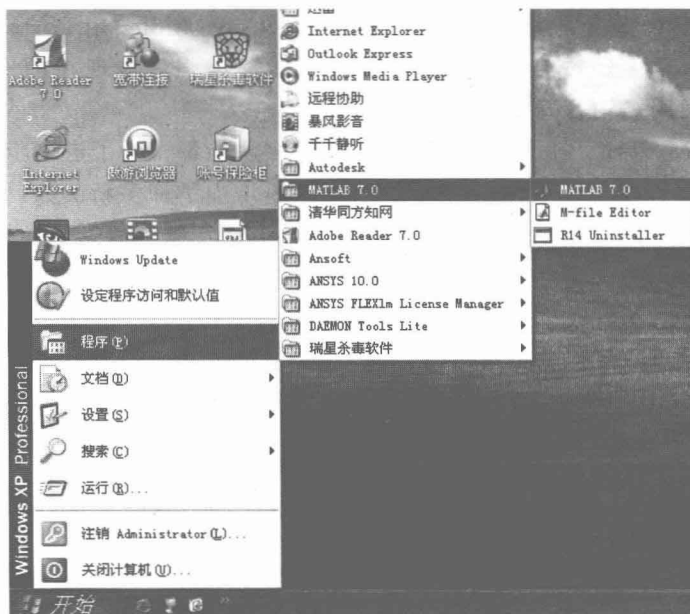 Adobe Reader 7.0
宽带连接
瑞星杀毒软件
Internet Explorer
傲游浏览器
账号保险柜
迅雷
Internet Explorer
Outlook Express
Windows Media Player
远程协助
暴风影音
千千静听
Autodesk
MATLAB 7.0
清华同方知网
Adobe Reader 7.0
Ansoft
ANSYS 10.0
ANSYS FLEXlm License Manager
DAEMON Tools Lite
瑞星杀毒软件
MATLAB 7.0
M-file Editor
R14 Uninstaller
Windows Update
设定程序访问和默认值
程序(P)
文档(D)
设置(S)
搜索(C)
运行(R)...
注销 Administrator(L)...
关闭计算机(U)...
Windows XP Professional
开始